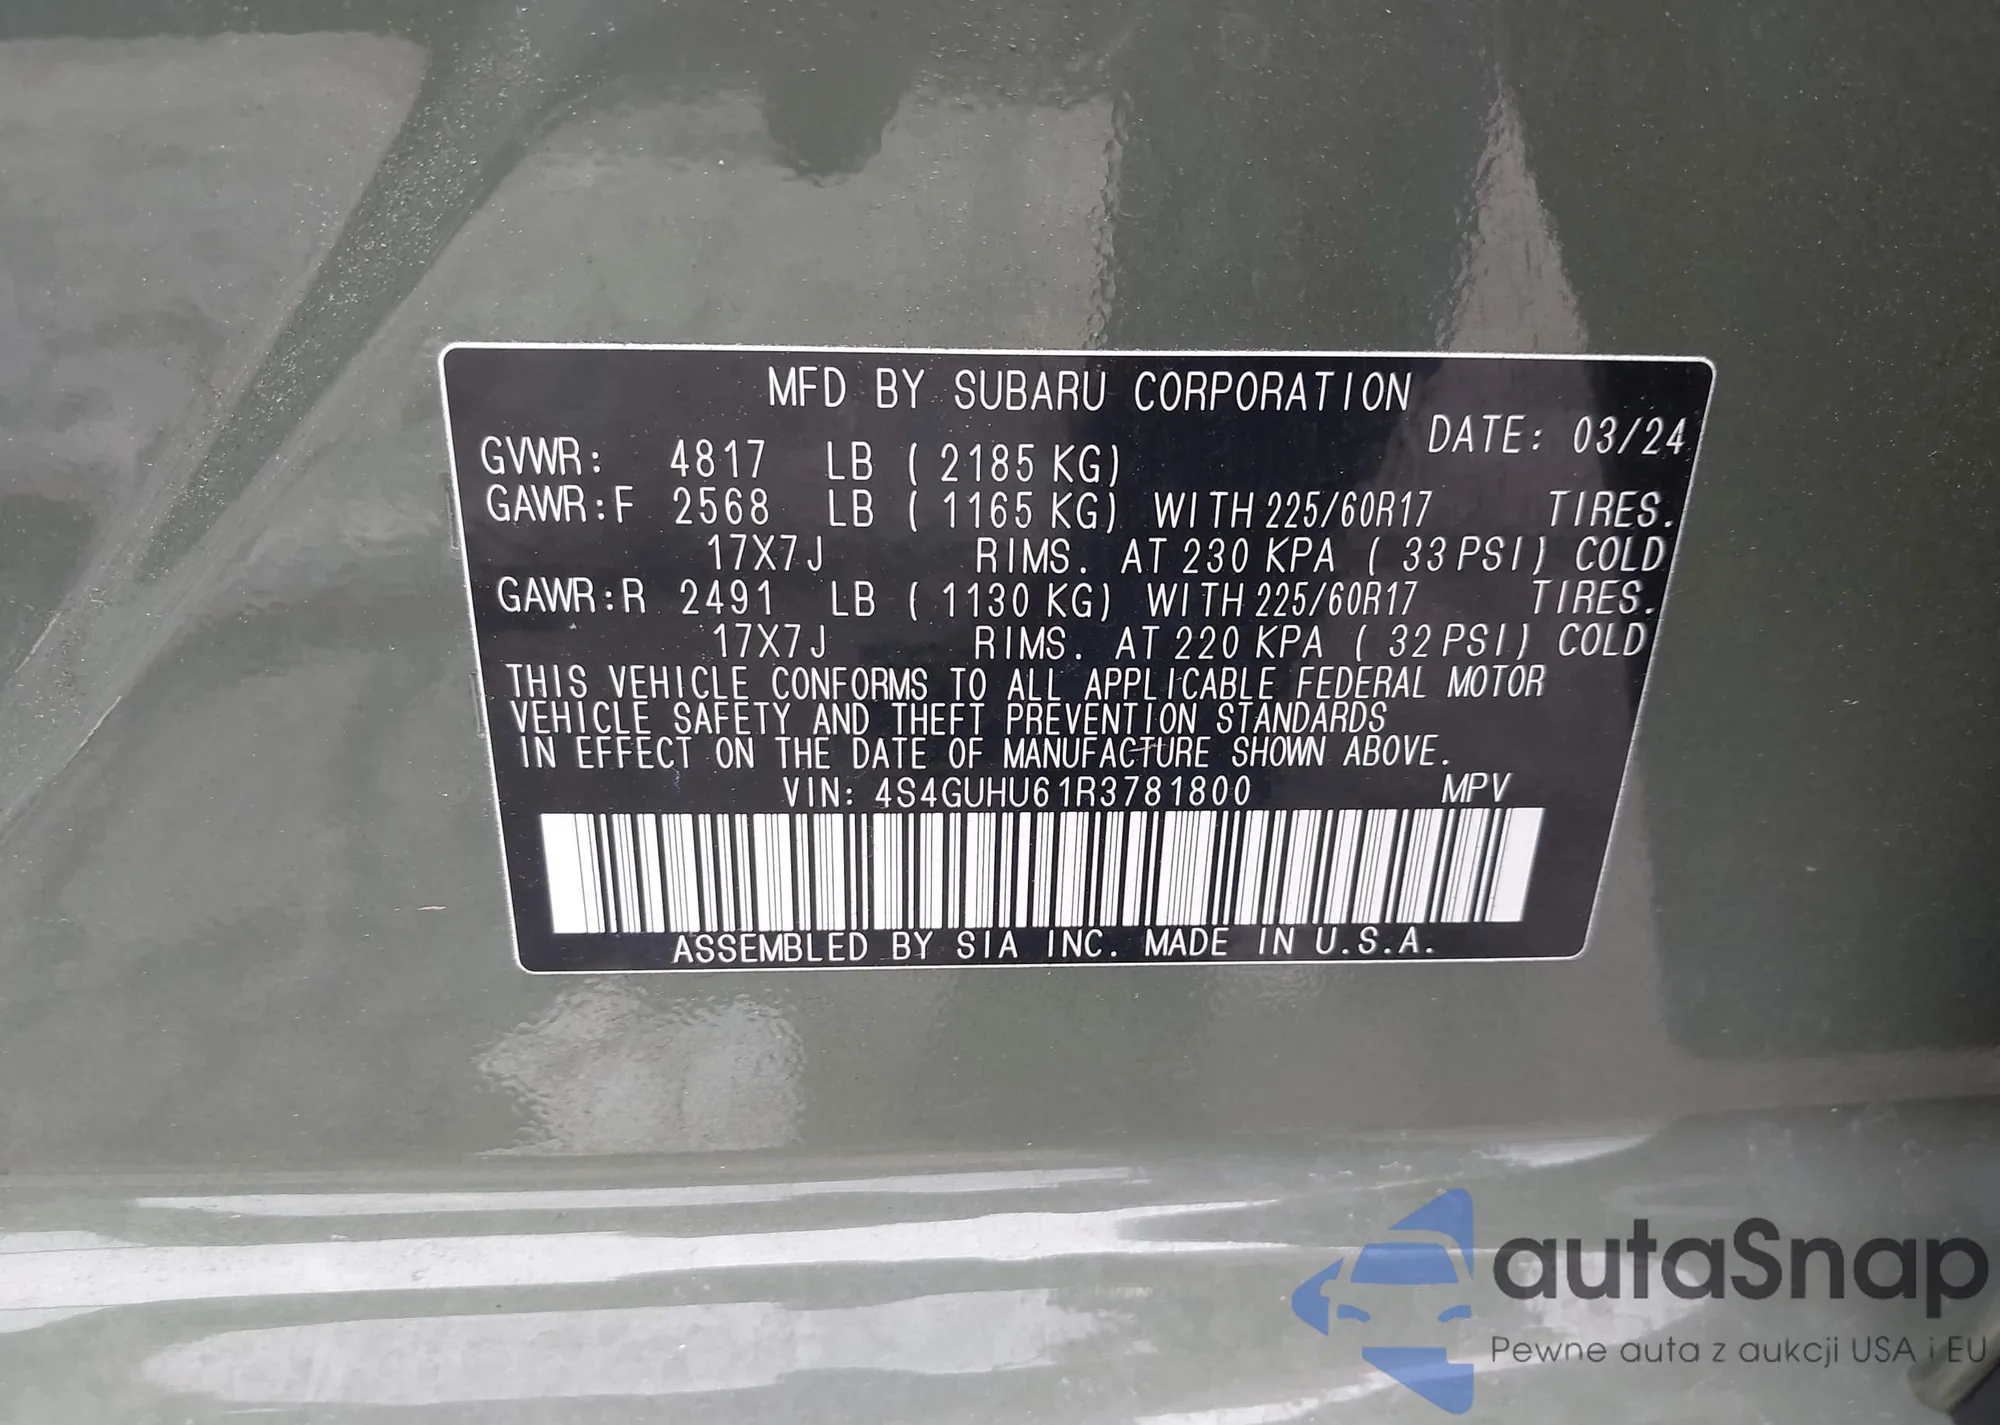 MFD BY SUBARU CORPORATION
DATE: 03/24
GVWR: 4817 LB ( 2185 KG)
GAWR:F 2568 LB ( 1165 KG) WITH 225/60R17 TIRES.
17X7J RIMS. AT 230 KPA ( 33 PSI) COLD
GAWR:R 2491 LB ( 1130 KG) WITH 225/60R17 TIRES.
17X7J RIMS. AT 220 KPA ( 32 PSI) COLD
THIS VEHICLE CONFORMS TO ALL APPLICABLE FEDERAL MOTOR
VEHICLE SAFETY AND THEFT PREVENTION STANDARDS
IN EFFECT ON THE DATE OF MANUFACTURE SHOWN ABOVE.
VIN: 4S4GUHU61R3781800 MPV
ASSEMBLED BY SIA INC. MADE IN U.S.A.
autaSnap
Pewne auta z aukcji USA i EU